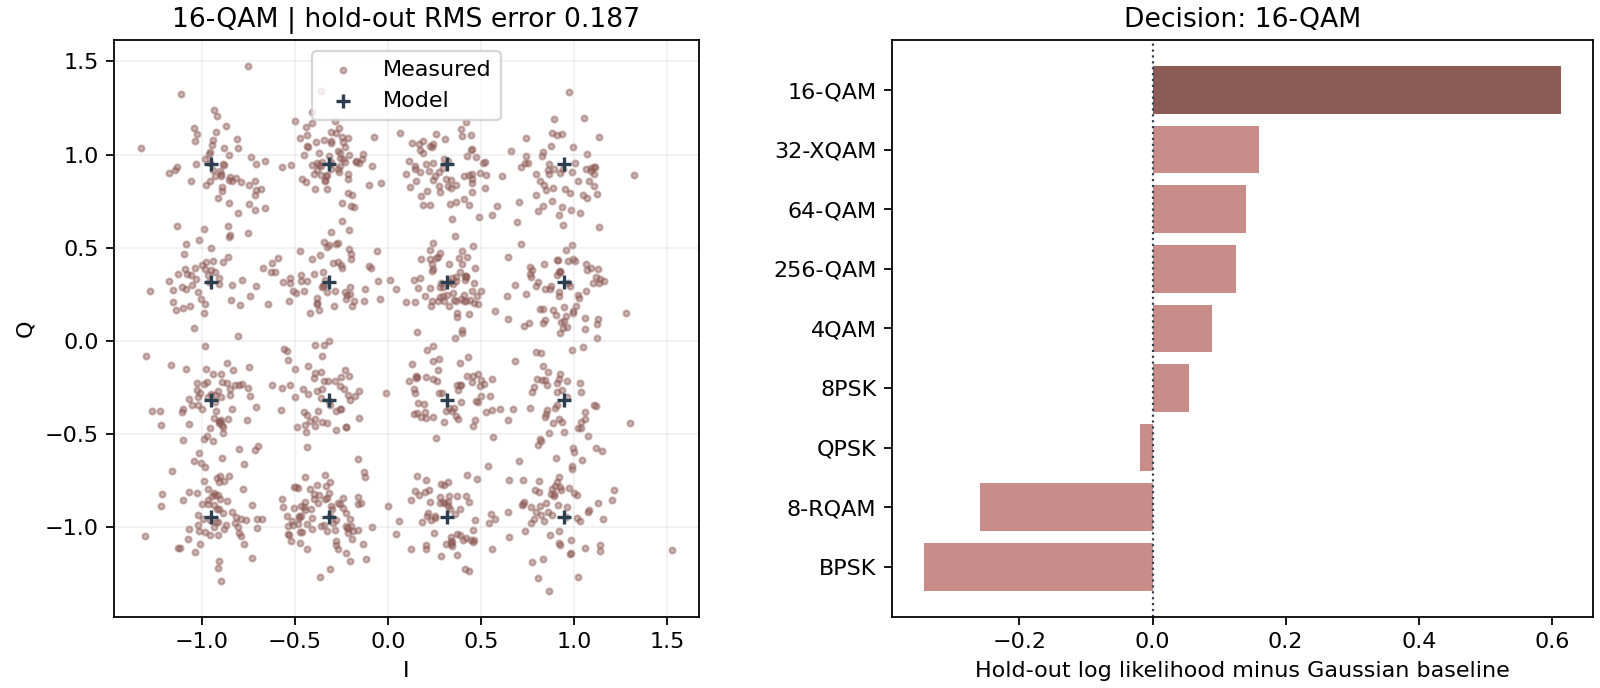 16-QAM | hold-out RMS error 0.187
Measured
Model
1.5
1.0
0.5
0.0
−0.5
−1.0
Q
−1.0
−0.5
0.0
0.5
1.0
1.5
I
Decision: 16-QAM
16-QAM
32-XQAM
64-QAM
256-QAM
4QAM
8PSK
QPSK
8-RQAM
BPSK
−0.2
0.0
0.2
0.4
0.6
Hold-out log likelihood minus Gaussian baseline